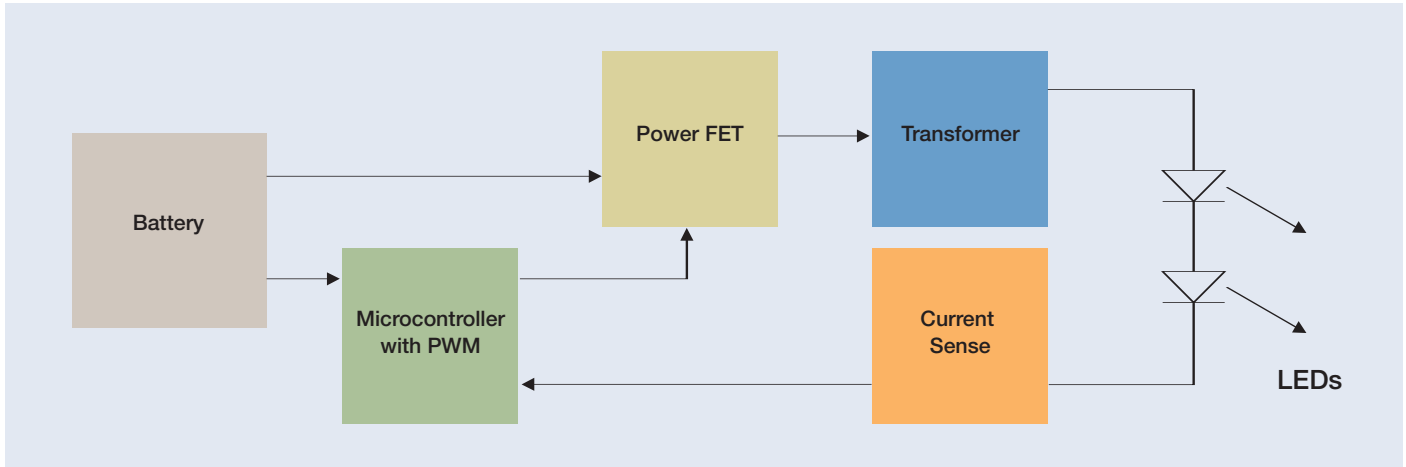 Battery
Microcontroller
with PWM
Power FET
Transformer
Current
Sense
LEDs